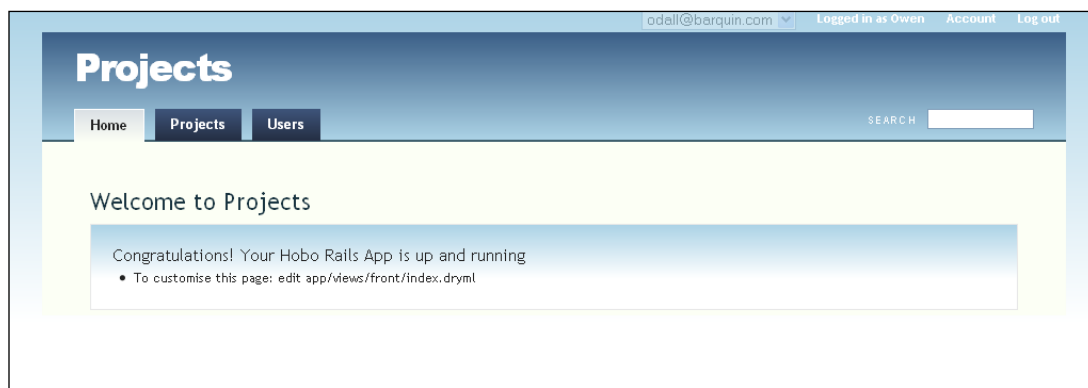 odall@barquin.com Logged in as Owen Account Log out
Projects
Home Projects Users SEARCH
Welcome to Projects
Congratulations! Your Hobo Rails App is up and running
• To customise this page: edit app/views/front/index.dryml